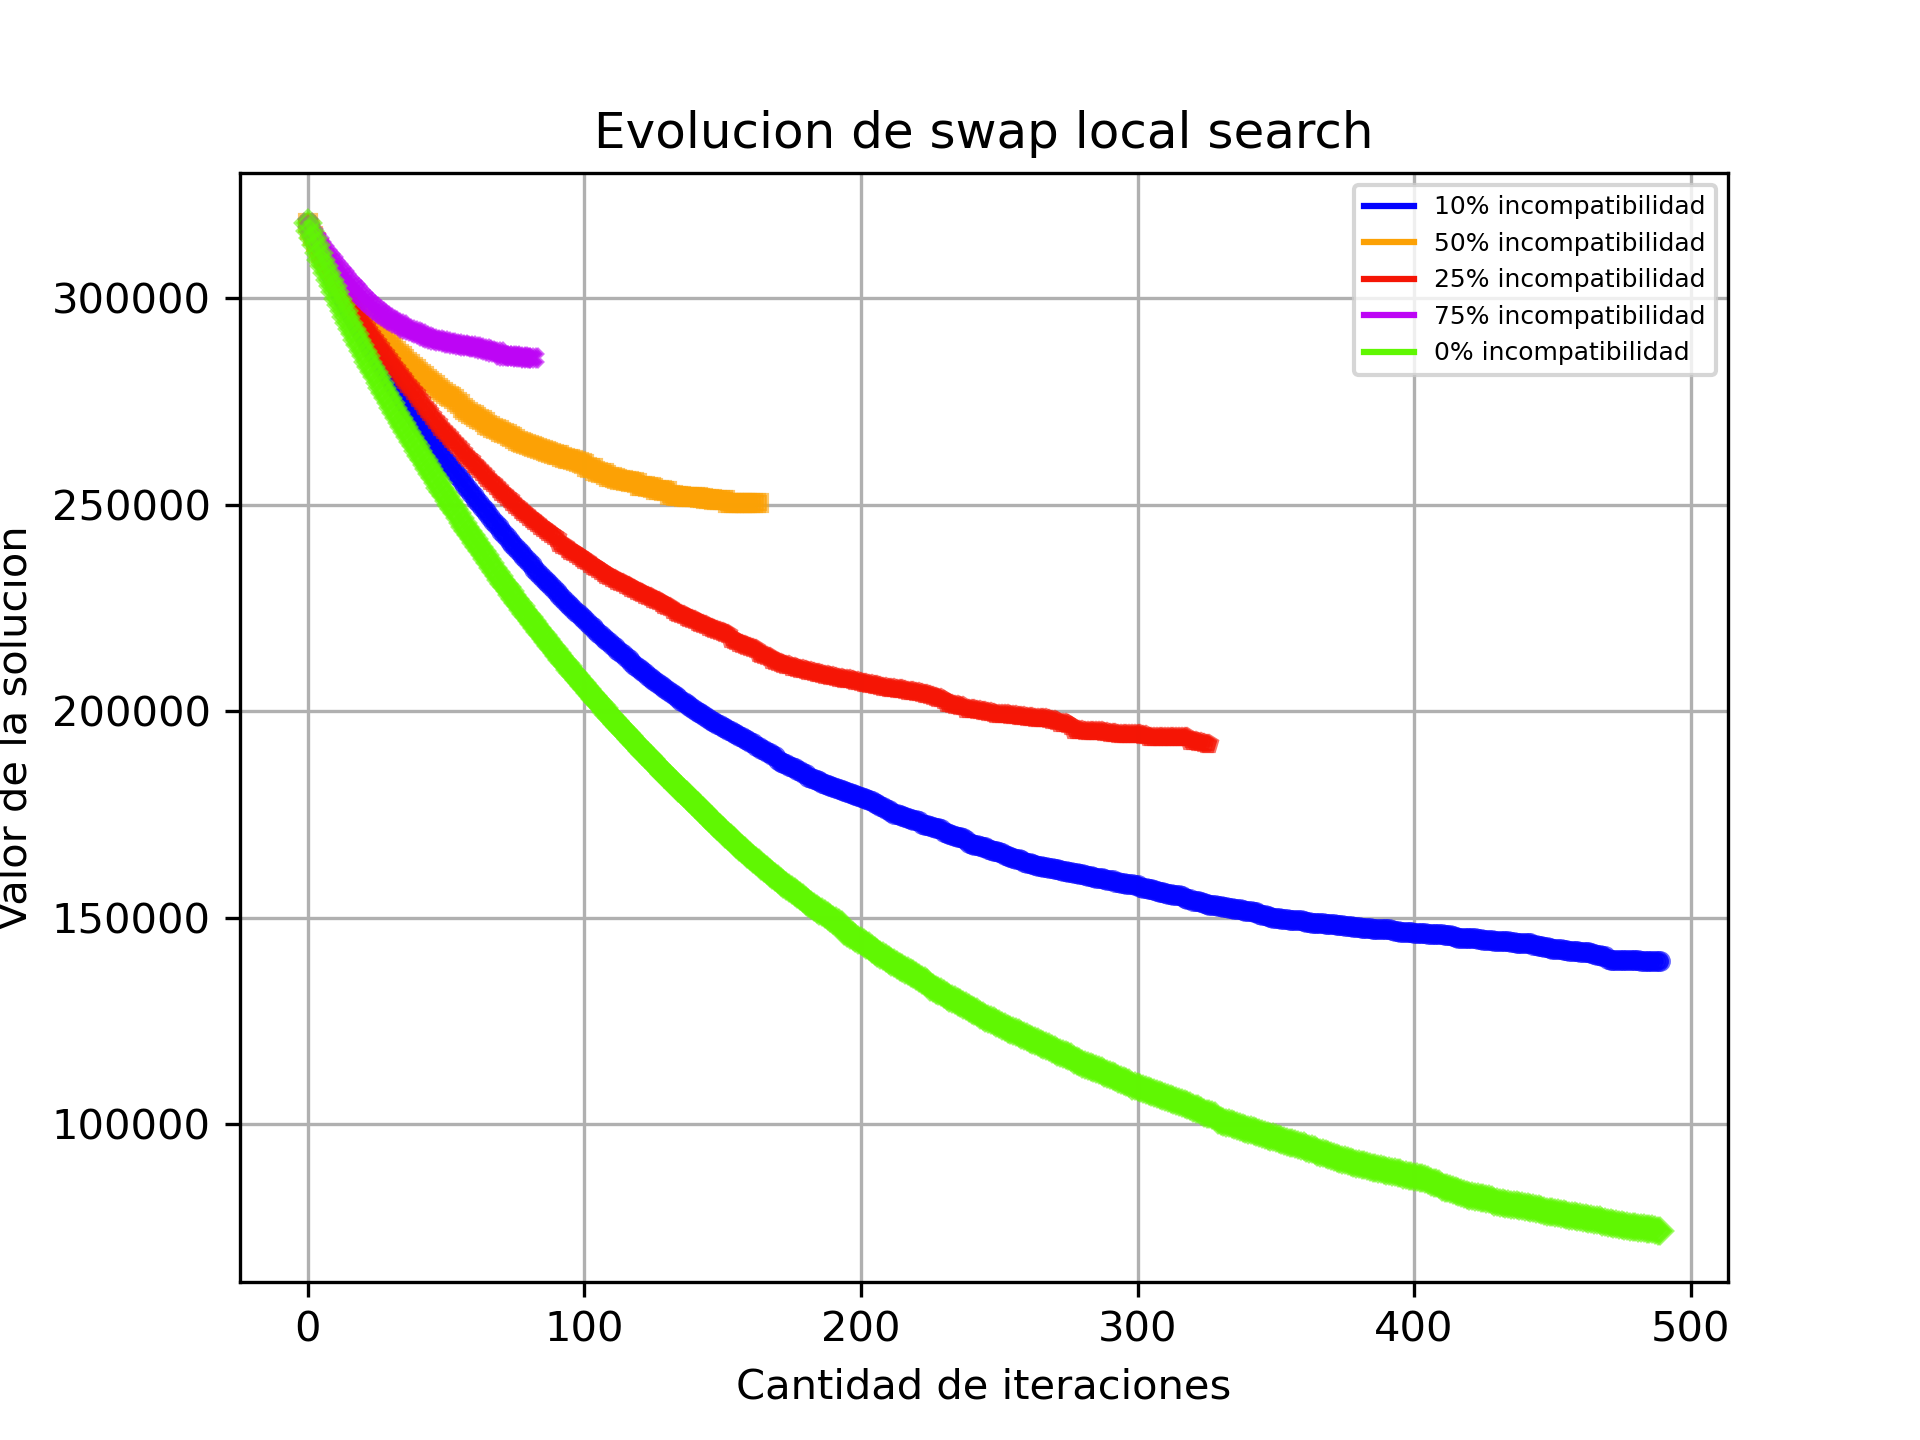 Evolucion de swap local search
10% incompatibilidad
50% incompatibilidad
25% incompatibilidad
75% incompatibilidad
0% incompatibilidad
Valor de la solucion
300000
250000
200000
150000
100000
0 100 200 300 400 500
Cantidad de iteraciones